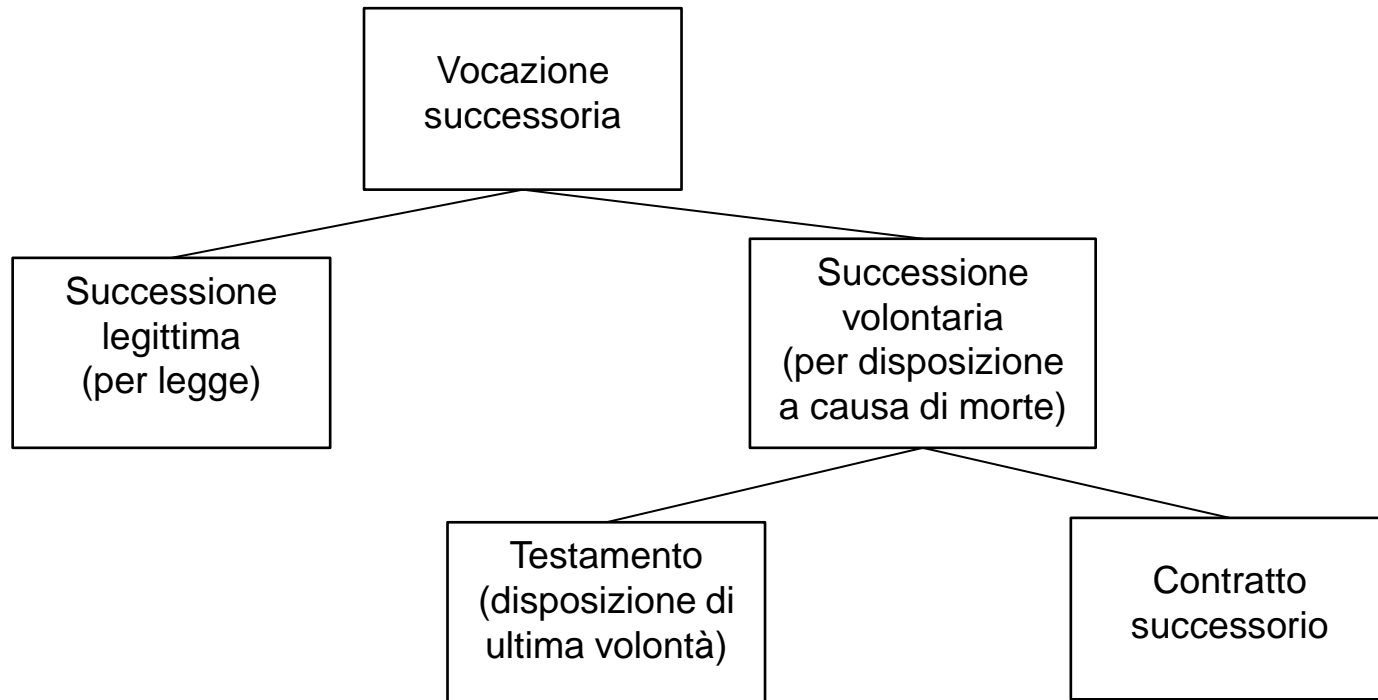 Vocazione
successoria
Successione
legittima
(per legge)
Successione
volontaria
(per disposizione
a causa di morte)
Testamento
(disposizione di
ultima volontà)
Contratto
successorio